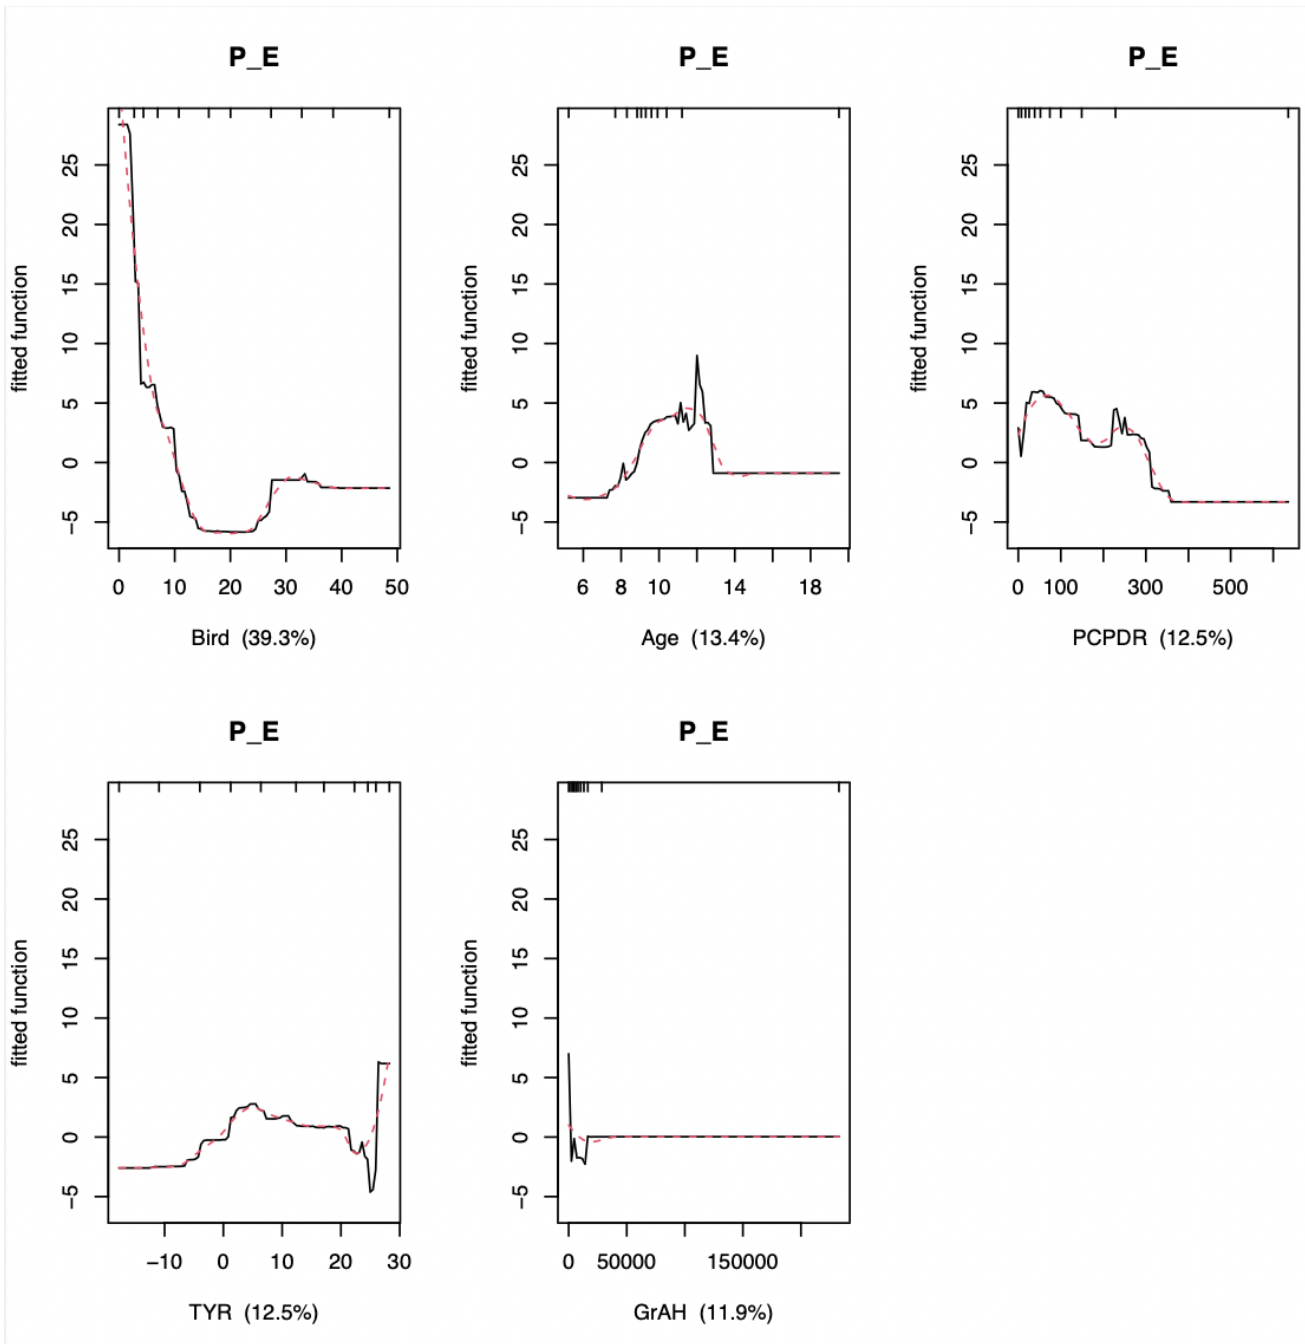 P_E
P_E
P_E
fitted function
−5 0 5 10 15 20 25
0 10 20 30 40 50
Bird (39.3%)
fitted function
−5 0 5 10 15 20 25
6 8 10 14 18
Age (13.4%)
fitted function
−5 0 5 10 15 20 25
0 100 300 500
PCPDR (12.5%)
P_E
P_E
fitted function
−5 0 5 10 15 20 25
−10 0 10 20 30
TYR (12.5%)
fitted function
−5 0 5 10 15 20 25
0 50000 150000
GrAH (11.9%)